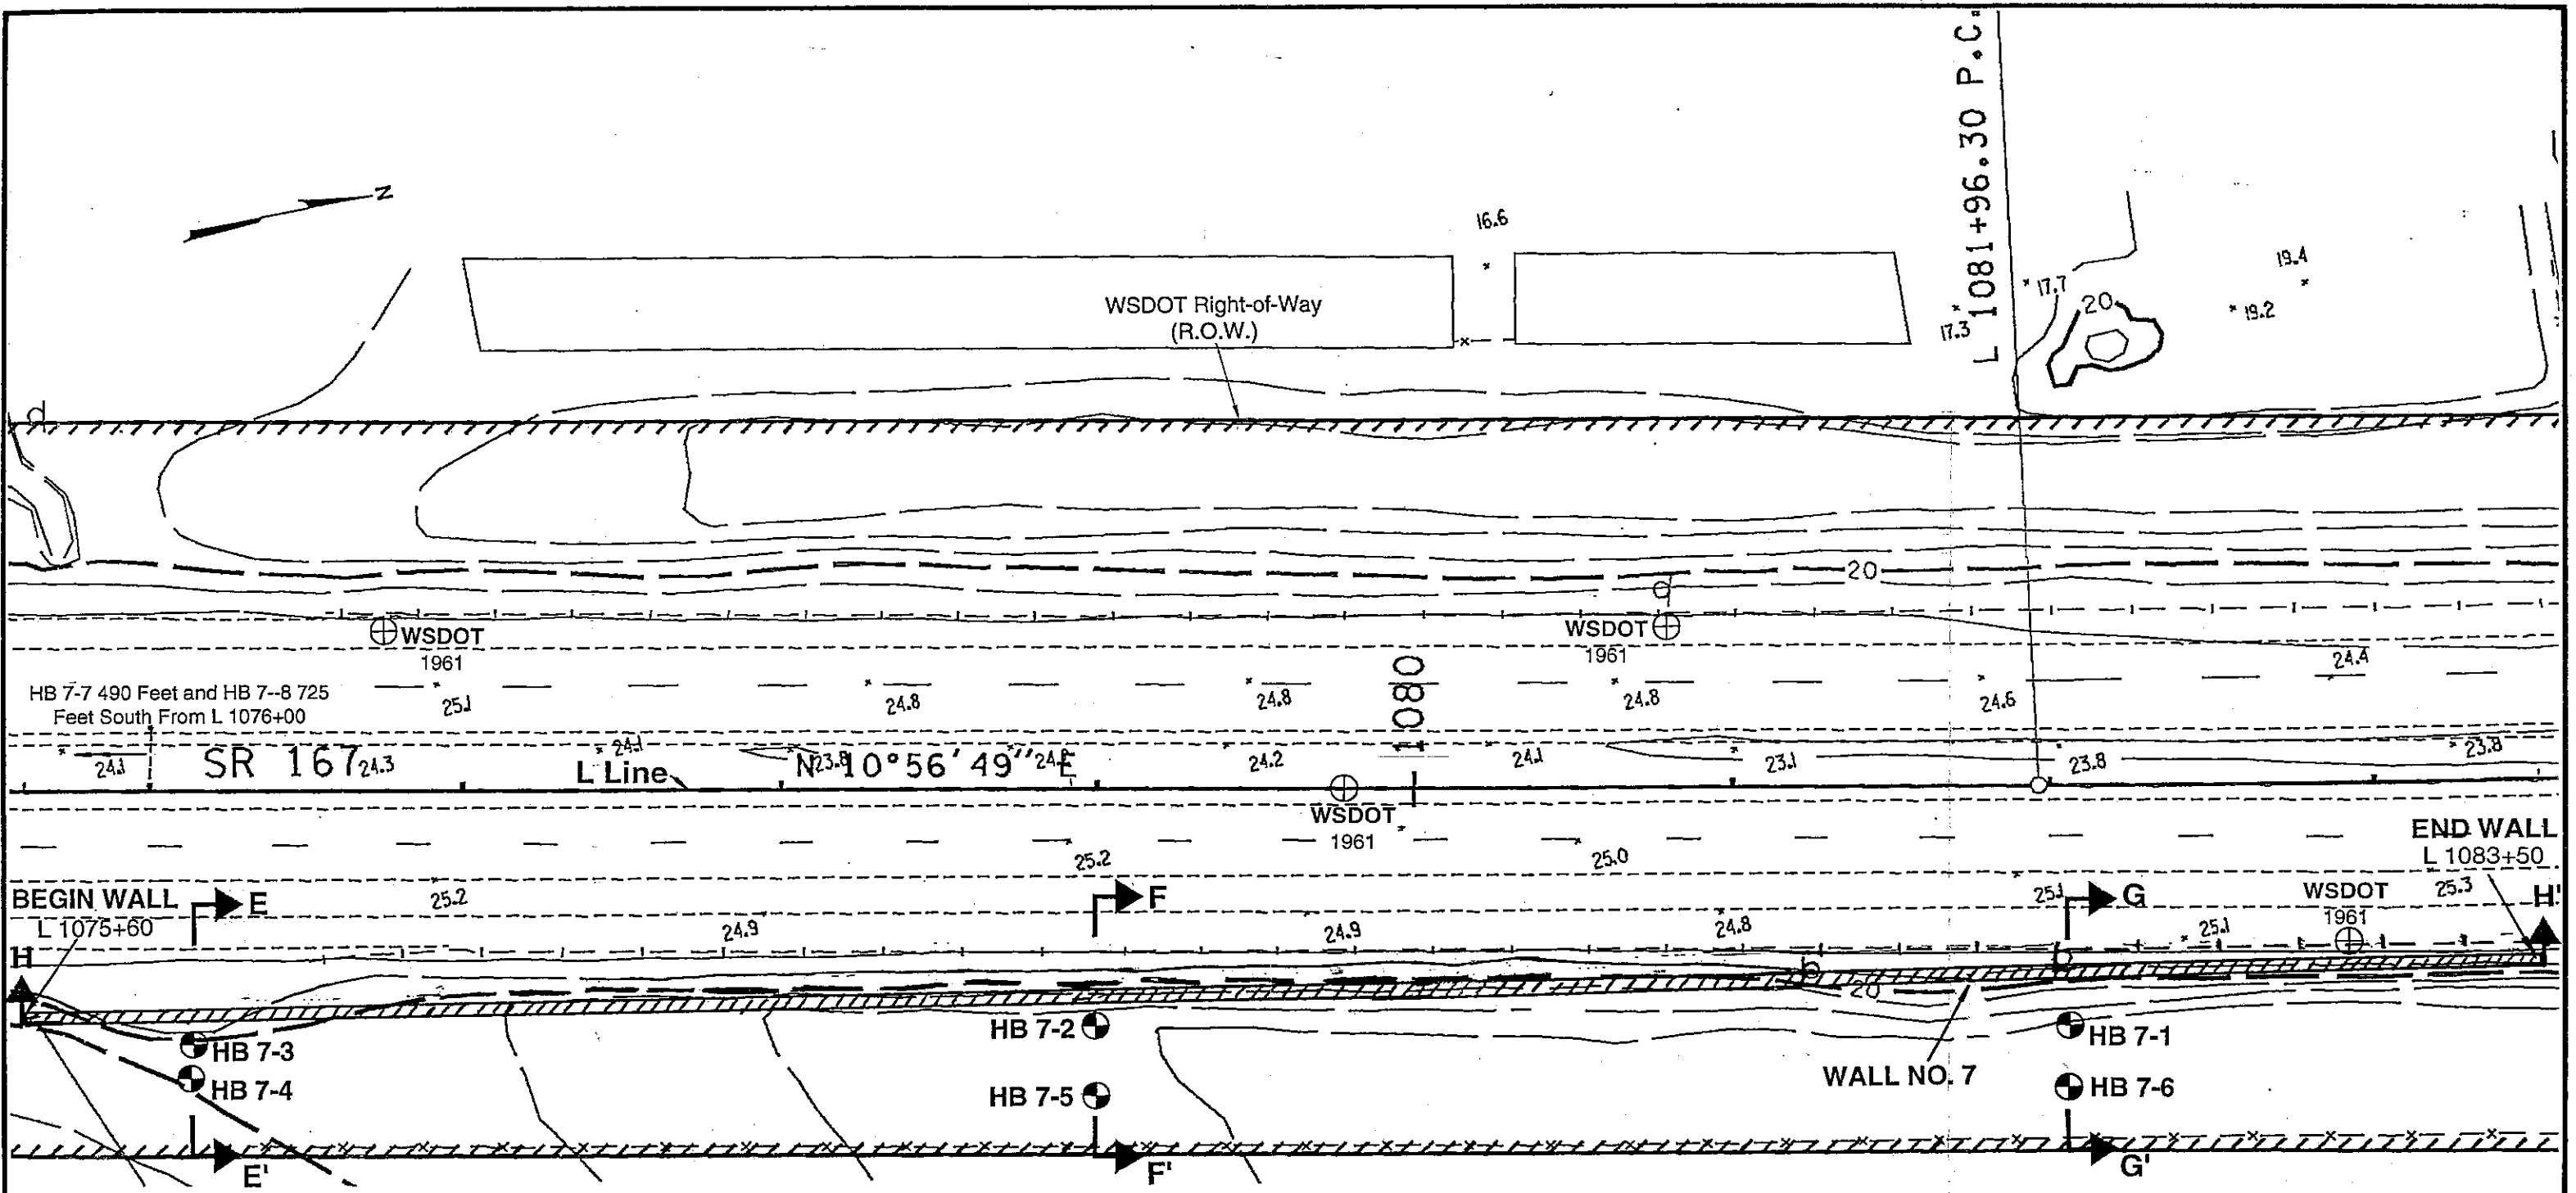 L 1081+96.30 P.C.
N
16.6
WSDOT Right-of-Way
(R.O.W.)
17.3
17.7
20
19.4
19.2
20
WSDOT
1961
WSDOT
1961
HB 7-7 490 Feet and HB 7--8 725
Feet South From L 1076+00
25.1
24.8
24.8
1080
24.8
24.6
24.4
24.1
SR 167
24.3
24.1
L Line
23.8
N 10°56'49" E
24.2
24.1
23.1
23.8
23.8
WSDOT
1961
25.2
25.0
END WALL
L 1083+50
BEGIN WALL
L 1075+60
E
25.2
F
25.1
G
WSDOT
1961
25.3
H'
24.9
24.9
24.8
25.1
H
20
HB 7-3
HB 7-4
HB 7-2
HB 7-5
WALL NO. 7
HB 7-1
HB 7-6
E'
F'
G'